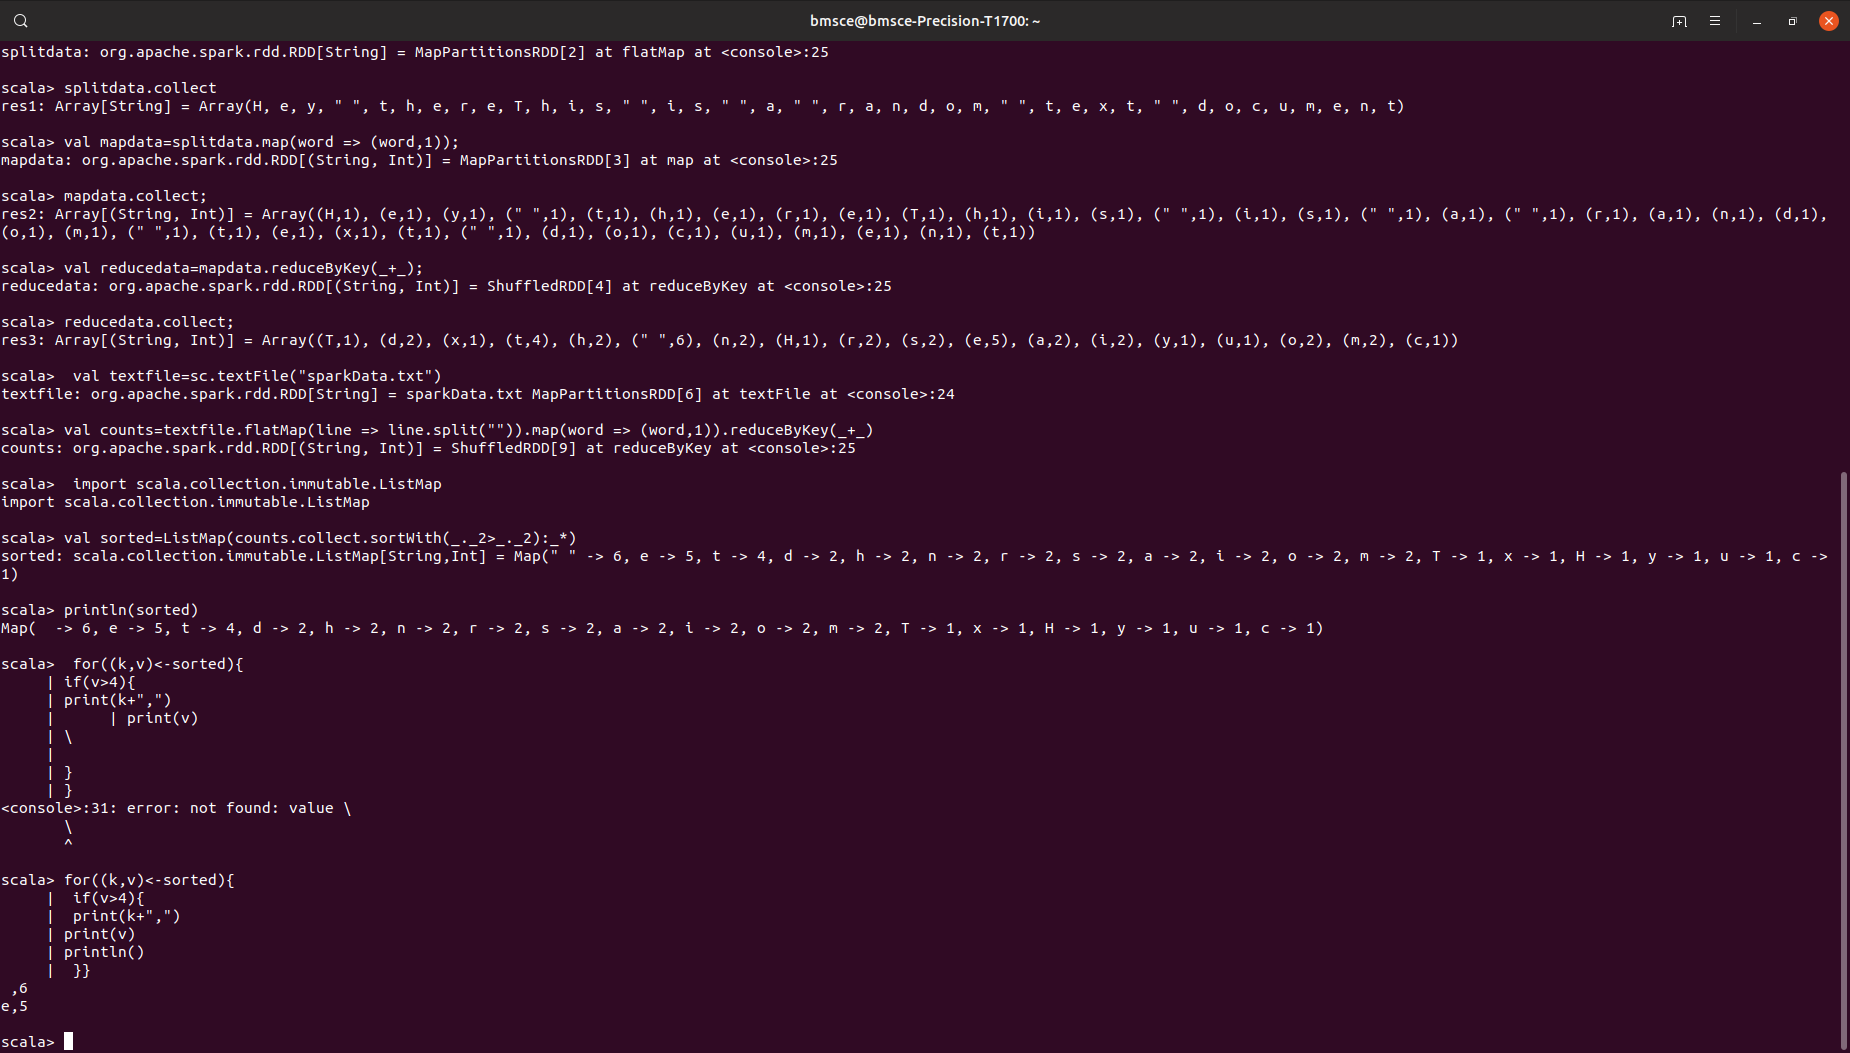 bmsce@bmsce-Precision-T1700: ~
splitdata: org.apache.spark.rdd.RDD[String] = MapPartitionsRDD[2] at flatMap at <console>:25
scala> splitdata.collect
res1: Array[String] = Array(H, e, y, " ", t, h, e, r, e, T, h, i, s, " ", i, s, " ", a, " ", r, a, n, d, o, m, " ", t, e, x, t, " ", d, o, c, u, m, e, n, t)
scala> val mapdata=splitdata.map(word => (word,1));
mapdata: org.apache.spark.rdd.RDD[(String, Int)] = MapPartitionsRDD[3] at map at <console>:25
scala> mapdata.collect;
res2: Array[(String, Int)] = Array((H,1), (e,1), (y,1), (" ",1), (t,1), (h,1), (e,1), (r,1), (e,1), (T,1), (h,1), (i,1), (s,1), (" ",1), (i,1), (s,1), (" ",1), (a,1), (" ",1), (r,1), (a,1), (n,1), (d,1),
(o,1), (m,1), (" ",1), (t,1), (e,1), (x,1), (t,1), (" ",1), (d,1), (o,1), (c,1), (u,1), (m,1), (e,1), (n,1), (t,1))
scala> val reducedata=mapdata.reduceByKey(_+_);
reducedata: org.apache.spark.rdd.RDD[(String, Int)] = ShuffledRDD[4] at reduceByKey at <console>:25
scala> reducedata.collect;
res3: Array[(String, Int)] = Array((T,1), (d,2), (x,1), (t,4), (h,2), (" ",6), (n,2), (H,1), (r,2), (s,2), (e,5), (a,2), (i,2), (y,1), (u,1), (o,2), (m,2), (c,1))
scala>  val textfile=sc.textFile("sparkData.txt")
textfile: org.apache.spark.rdd.RDD[String] = sparkData.txt MapPartitionsRDD[6] at textFile at <console>:24
scala> val counts=textfile.flatMap(line => line.split("")).map(word => (word,1)).reduceByKey(_+_)
counts: org.apache.spark.rdd.RDD[(String, Int)] = ShuffledRDD[9] at reduceByKey at <console>:25
scala>  import scala.collection.immutable.ListMap
import scala.collection.immutable.ListMap
scala> val sorted=ListMap(counts.collect.sortWith(_._2>_._2):_*)
sorted: scala.collection.immutable.ListMap[String,Int] = Map(" " -> 6, e -> 5, t -> 4, d -> 2, h -> 2, n -> 2, r -> 2, s -> 2, a -> 2, i -> 2, o -> 2, m -> 2, T -> 1, x -> 1, H -> 1, y -> 1, u -> 1, c ->
1)
scala> println(sorted)
Map(  -> 6, e -> 5, t -> 4, d -> 2, h -> 2, n -> 2, r -> 2, s -> 2, a -> 2, i -> 2, o -> 2, m -> 2, T -> 1, x -> 1, H -> 1, y -> 1, u -> 1, c -> 1)
scala>  for((k,v)<-sorted){
     | if(v>4){
     | print(k+",")
     |      | print(v)
     | \
     |
     | }
     | }
<console>:31: error: not found: value \
       \
       ^
scala> for((k,v)<-sorted){
     |  if(v>4){
     |  print(k+",")
     | print(v)
     | println()
     |  }}
 ,6
e,5
scala>